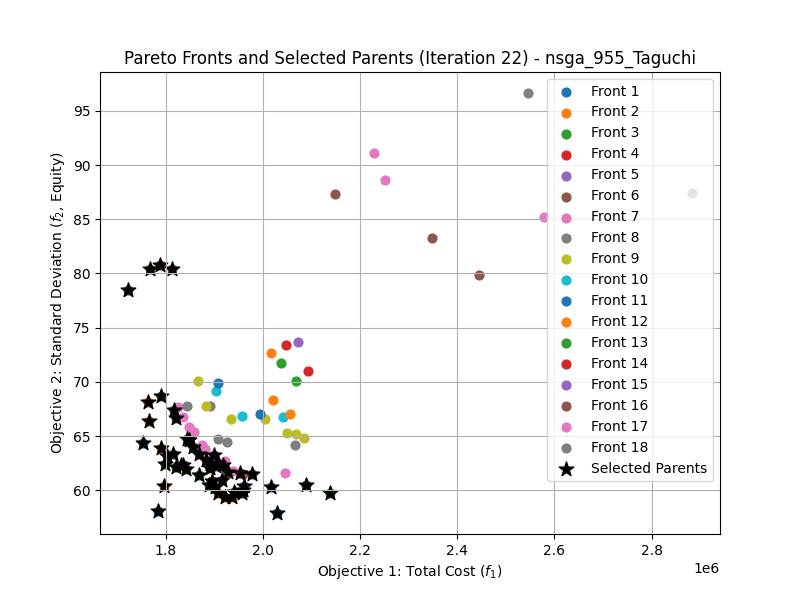 Pareto Fronts and Selected Parents (Iteration 22) - nsga_955_Taguchi
Objective 2: Standard Deviation (f₂, Equity)
95
90
85
80
75
70
65
60
Front 1
Front 2
Front 3
Front 4
Front 5
Front 6
Front 7
Front 8
Front 9
Front 10
Front 11
Front 12
Front 13
Front 14
Front 15
Front 16
Front 17
Front 18
Selected Parents
1.8 2.0 2.2 2.4 2.6 2.8
1e6
Objective 1: Total Cost (f₁)